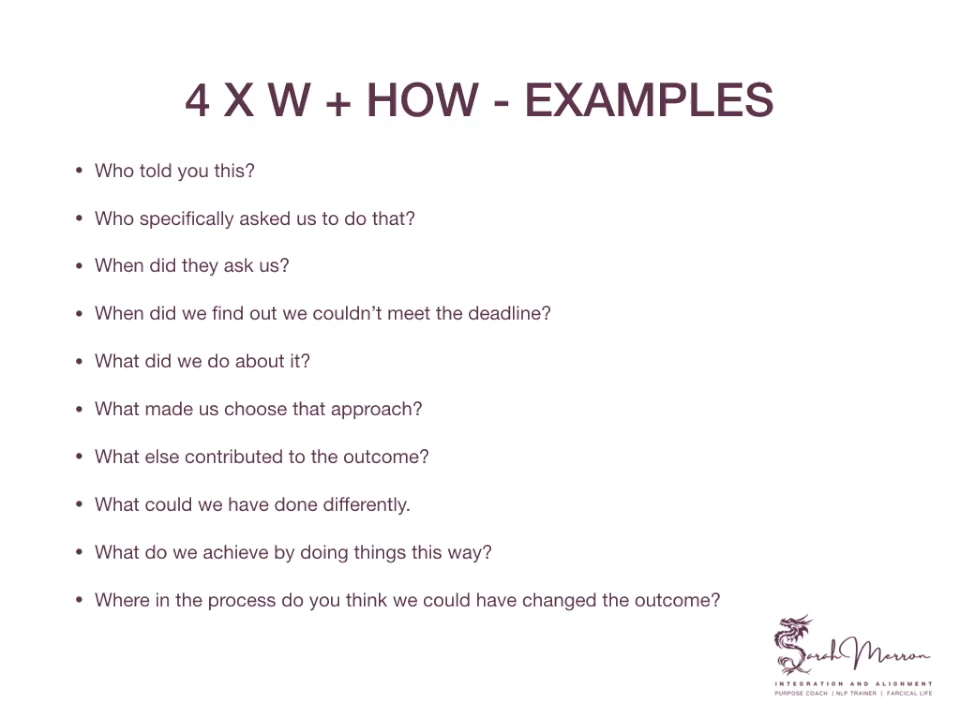 4 X W + HOW - EXAMPLES
• Who told you this?
• Who specifically asked us to do that?
• When did they ask us?
• When did we find out we couldn’t meet the deadline?
• What did we do about it?
• What made us choose that approach?
• What else contributed to the outcome?
• What could we have done differently.
• What do we achieve by doing things this way?
• Where in the process do you think we could have changed the outcome?
Sarah Merron
INTEGRATION AND ALIGNMENT
PURPOSE COACH | NLP TRAINER | FARCICAL LIFE